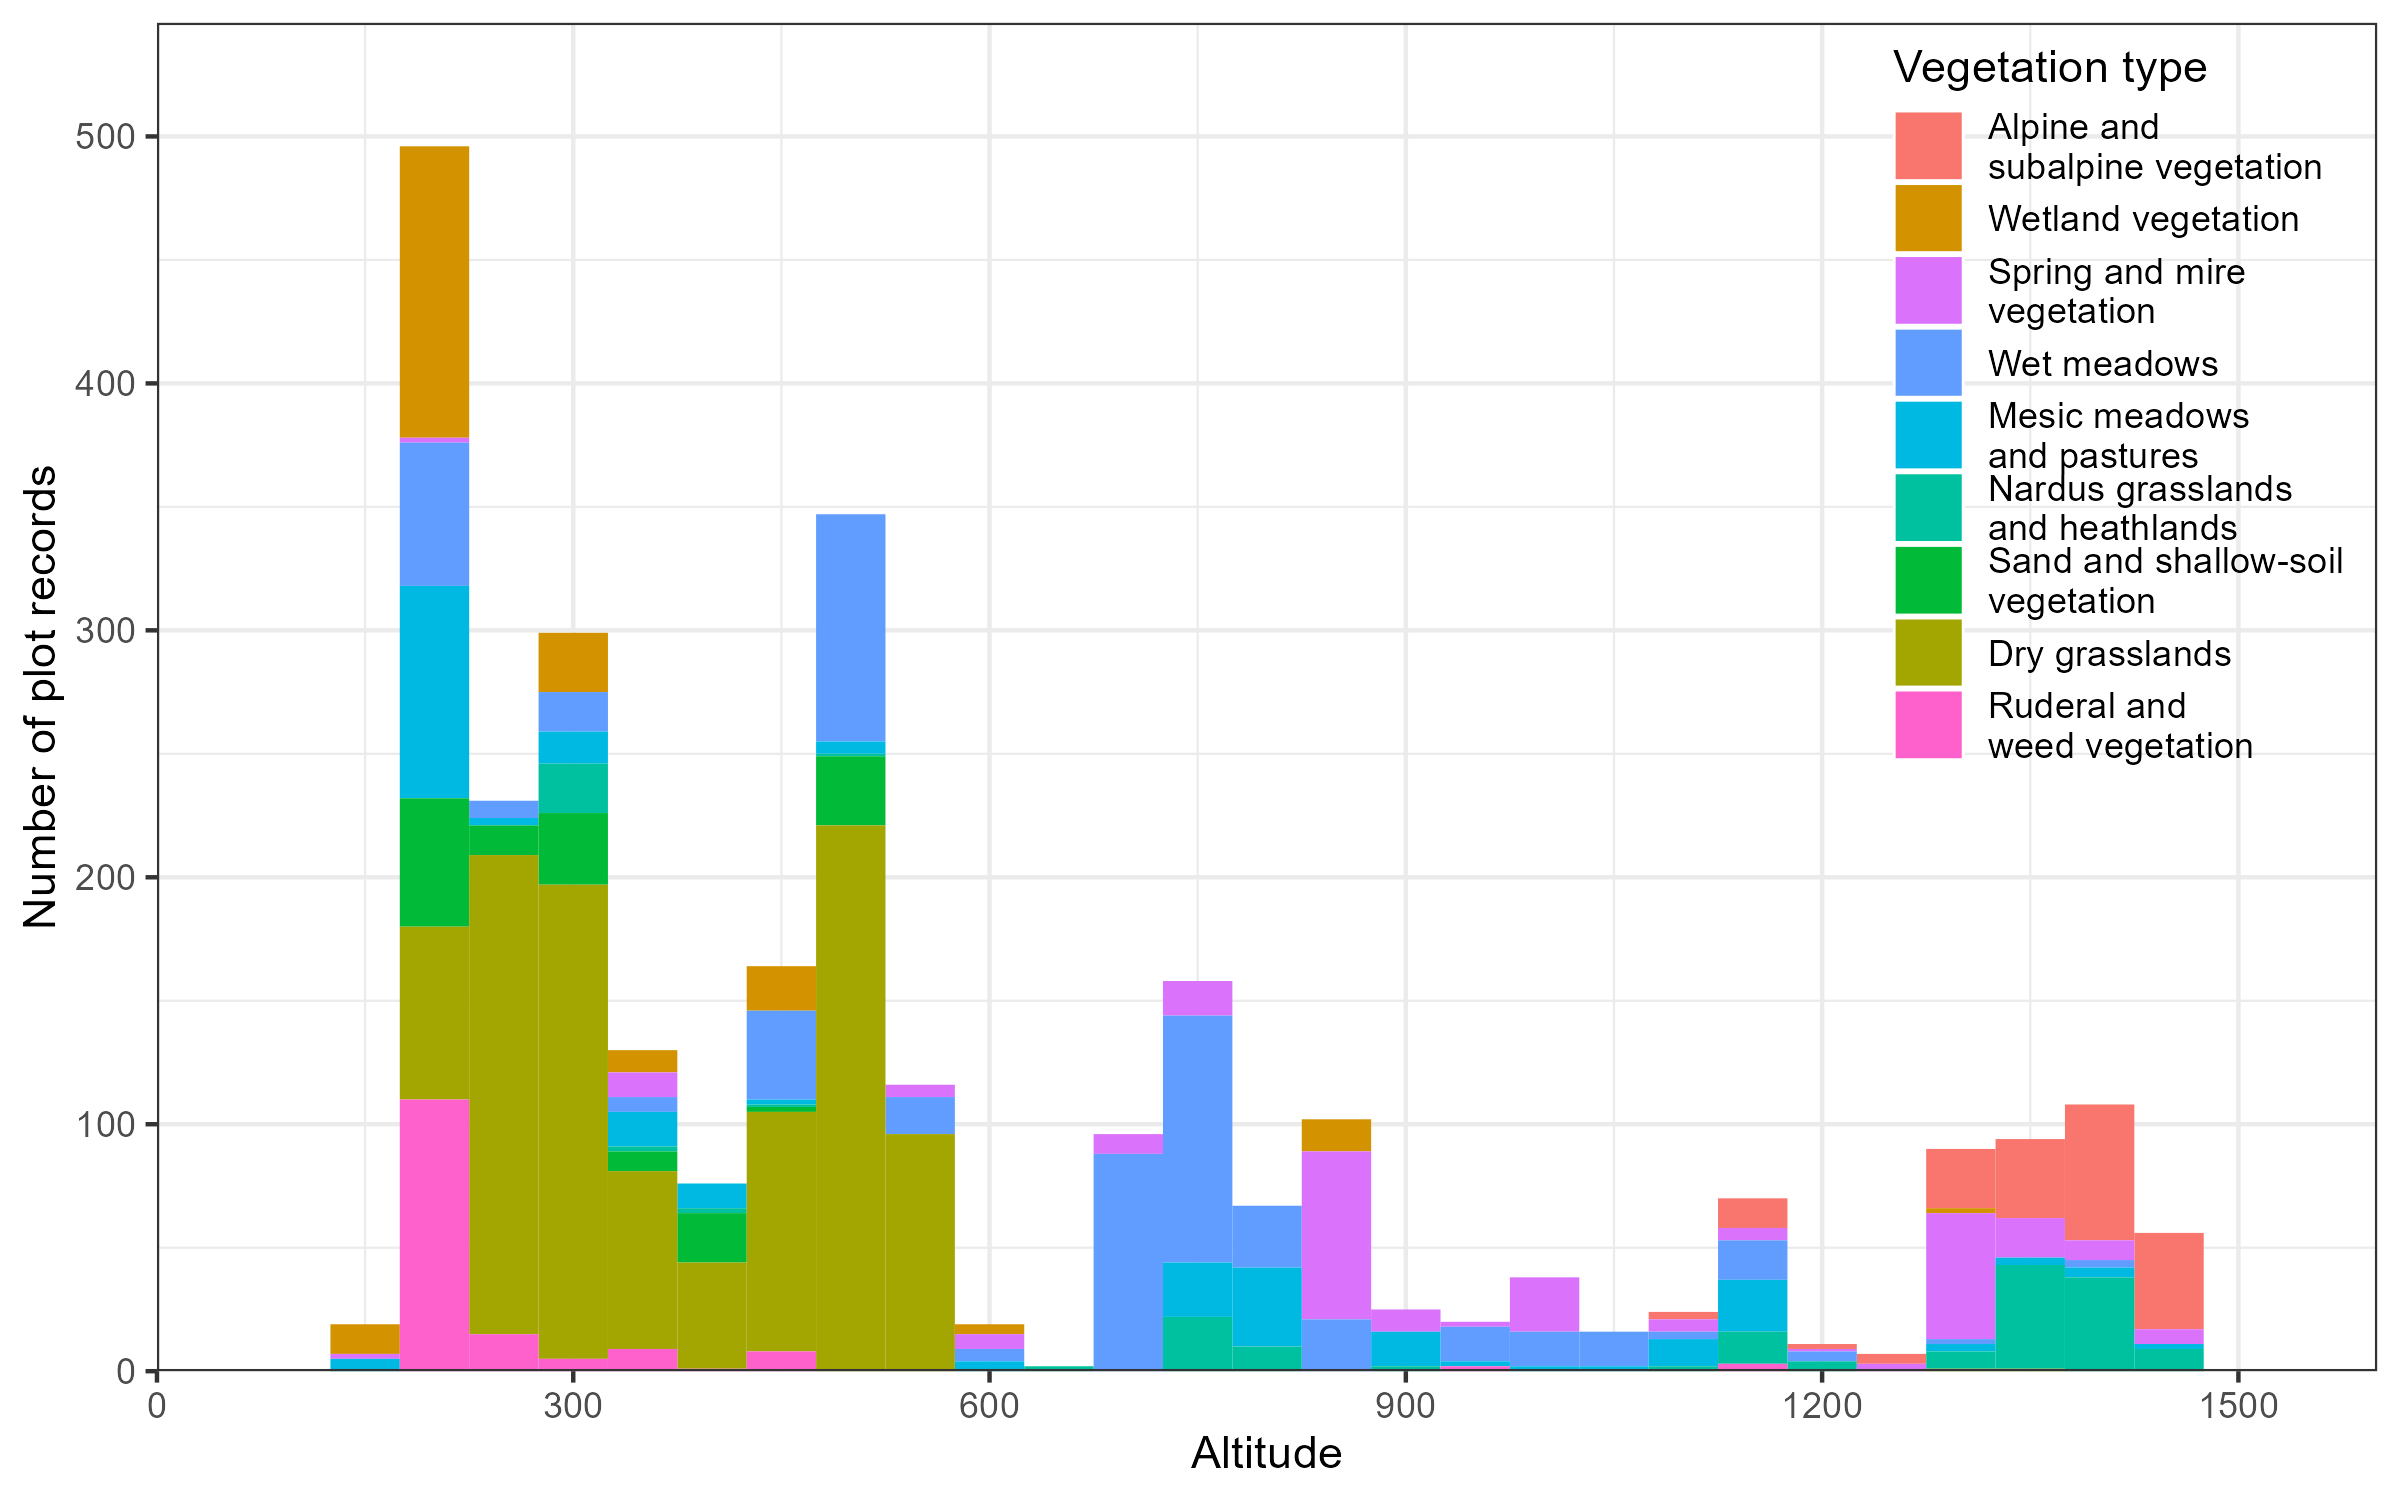 Number of plot records
500
400
300
200
100
0
0
300
600
900
1200
1500
Altitude
Vegetation type
Alpine and
subalpine vegetation
Wetland vegetation
Spring and mire
vegetation
Wet meadows
Mesic meadows
and pastures
Nardus grasslands
and heathlands
Sand and shallow-soil
vegetation
Dry grasslands
Ruderal and
weed vegetation